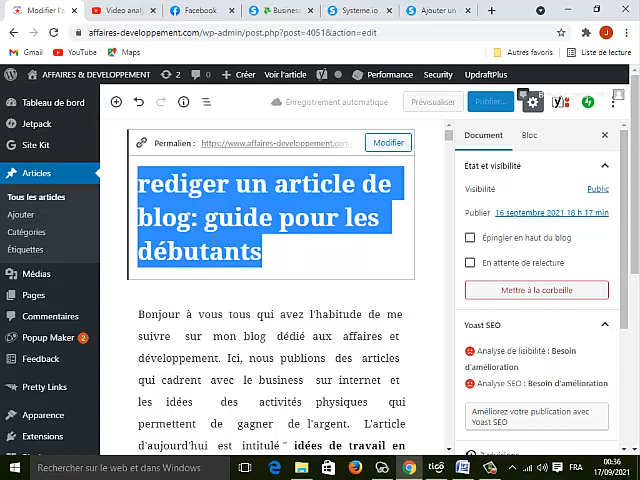 Modifier l'a
Video analy
Facebook
Business
Systeme.io
Ajouter un
affaires-developpement.com/wp-admin/post.php?post=4051&action=edit
Gmail
YouTube
Maps
Autres favoris
Liste de lecture
AFFAIRES & DEVELOPPEMENT
2
0
Créer
Voir l'article
Performance
Security
UpdraftPlus
Tableau de bord
Jetpack
Site Kit
Articles
Tous les articles
Ajouter
Catégories
Étiquettes
Médias
Pages
Commentaires
Popup Maker 2
Feedback
Pretty Links
Apparence
Extensions
Enregistrement automatique
Prévisualiser
Publier...
Permalien :
https://www.affaires-developpement.com
Modifier
rediger un article de
blog: guide pour les
débutants
Bonjour à vous tous qui avez l'habitude de me
suivre sur mon blog dédié aux affaires et
développement. Ici, nous publions des articles
qui cadrent avec le business sur internet et
les idées des activités physiques qui
permettent de gagner de l'argent. L'article
d'aujourd'hui est intitulé " idées de travail en
Document
Bloc
État et visibilité
Visibilité
Public
Publier
16 septembre 2021 18 h 17 min
Épingler en haut du blog
En attente de relecture
Mettre à la corbeille
Yoast SEO
Analyse de lisibilité : Besoin
d'amélioration
Analyse SEO : Besoin d'amélioration
Améliorez votre publication avec
Yoast SEO
Rechercher sur le web et dans Windows
tiGO
FRA
00:36
17/09/2021